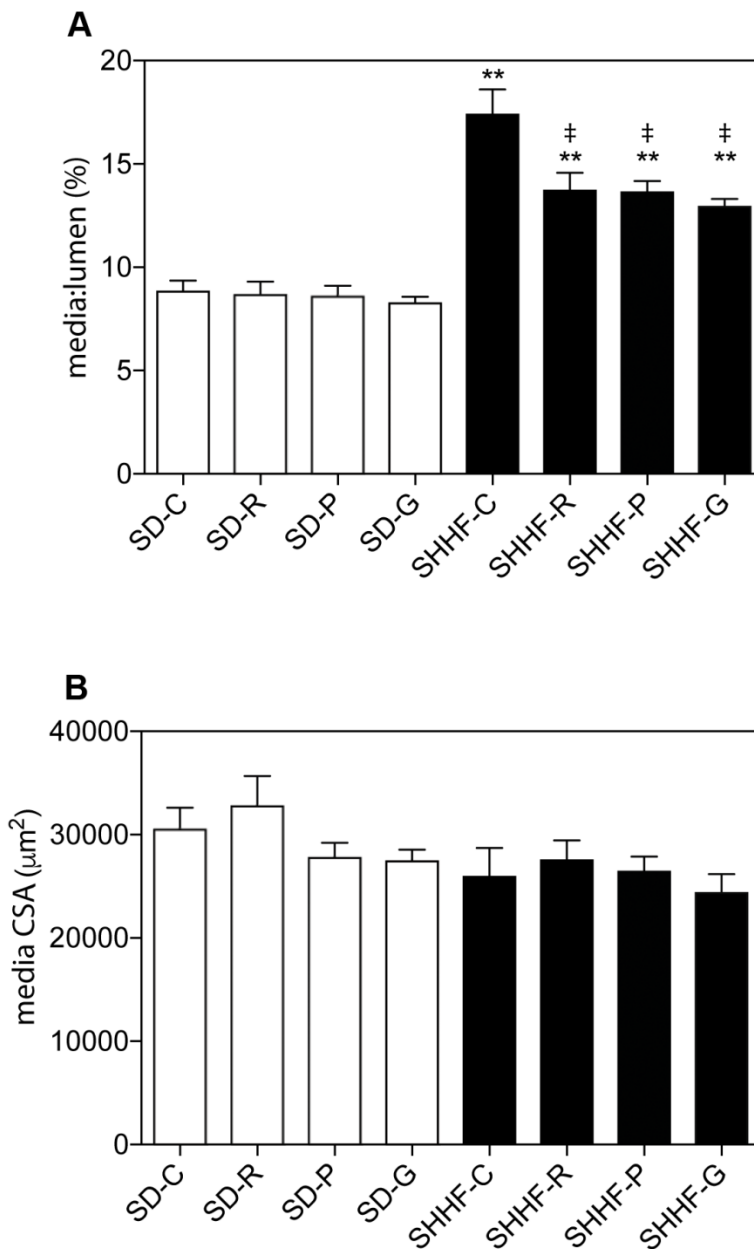 A
media:lumen (%)
20
15
10
5
0
**
‡ ‡ ‡
** ** **
SD-C SD-R SD-P SD-G SHHF-C SHHF-R SHHF-P SHHF-G
B
media CSA (μm²)
40000
30000
20000
10000
0
SD-C SD-R SD-P SD-G SHHF-C SHHF-R SHHF-P SHHF-G